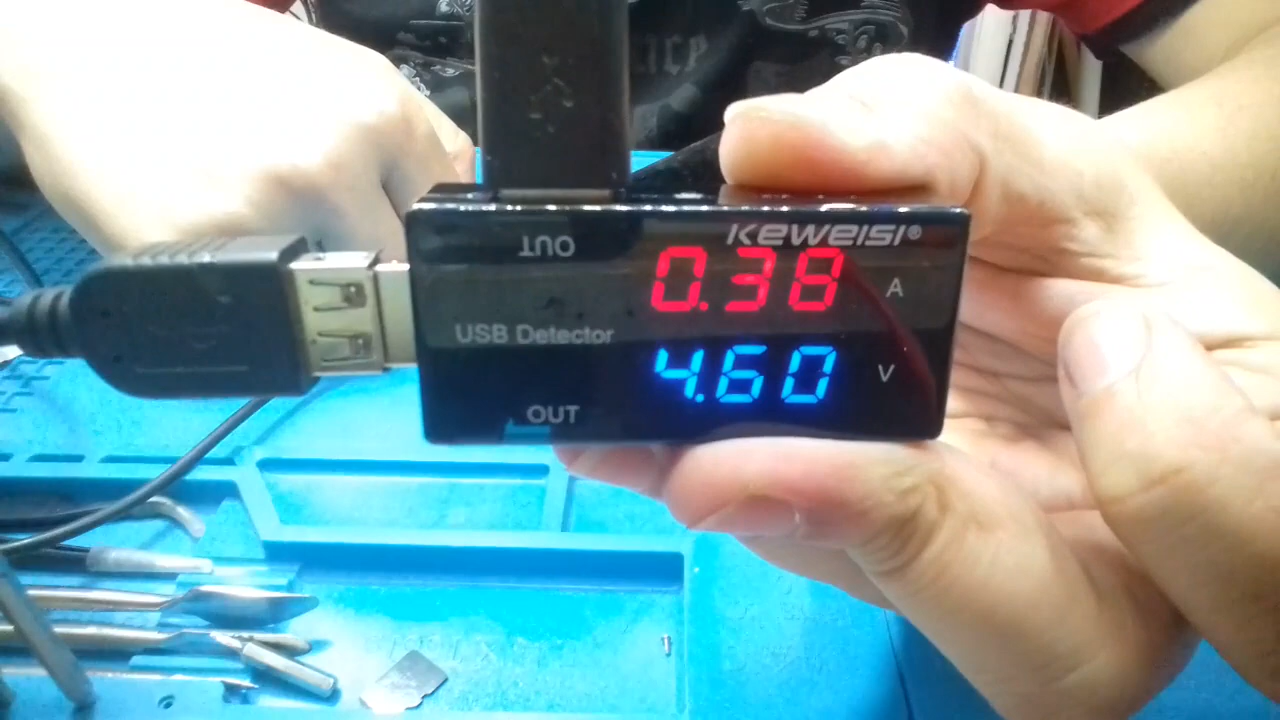 OUT
KEWEISI®
0.38 A
USB Detector
4.60 V
OUT